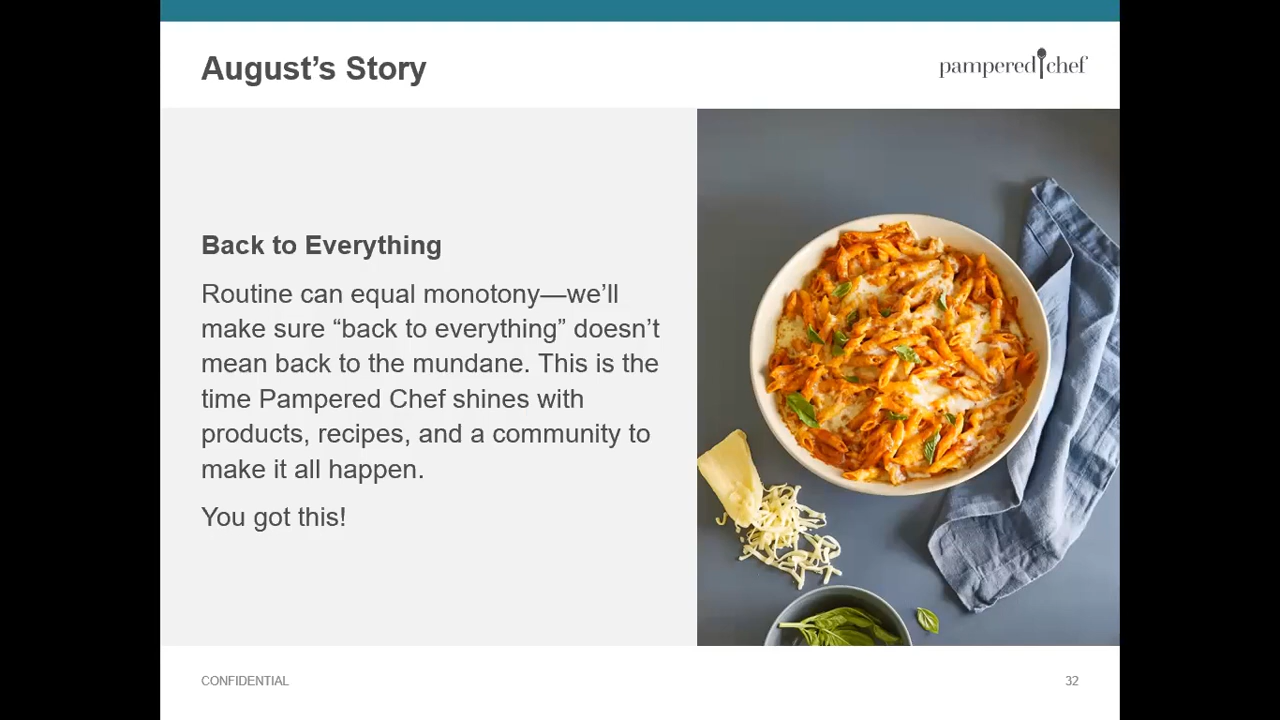 August’s Story
pampered chef
Back to Everything
Routine can equal monotony—we’ll
make sure “back to everything” doesn’t
mean back to the mundane. This is the
time Pampered Chef shines with
products, recipes, and a community to
make it all happen.
You got this!
CONFIDENTIAL
32